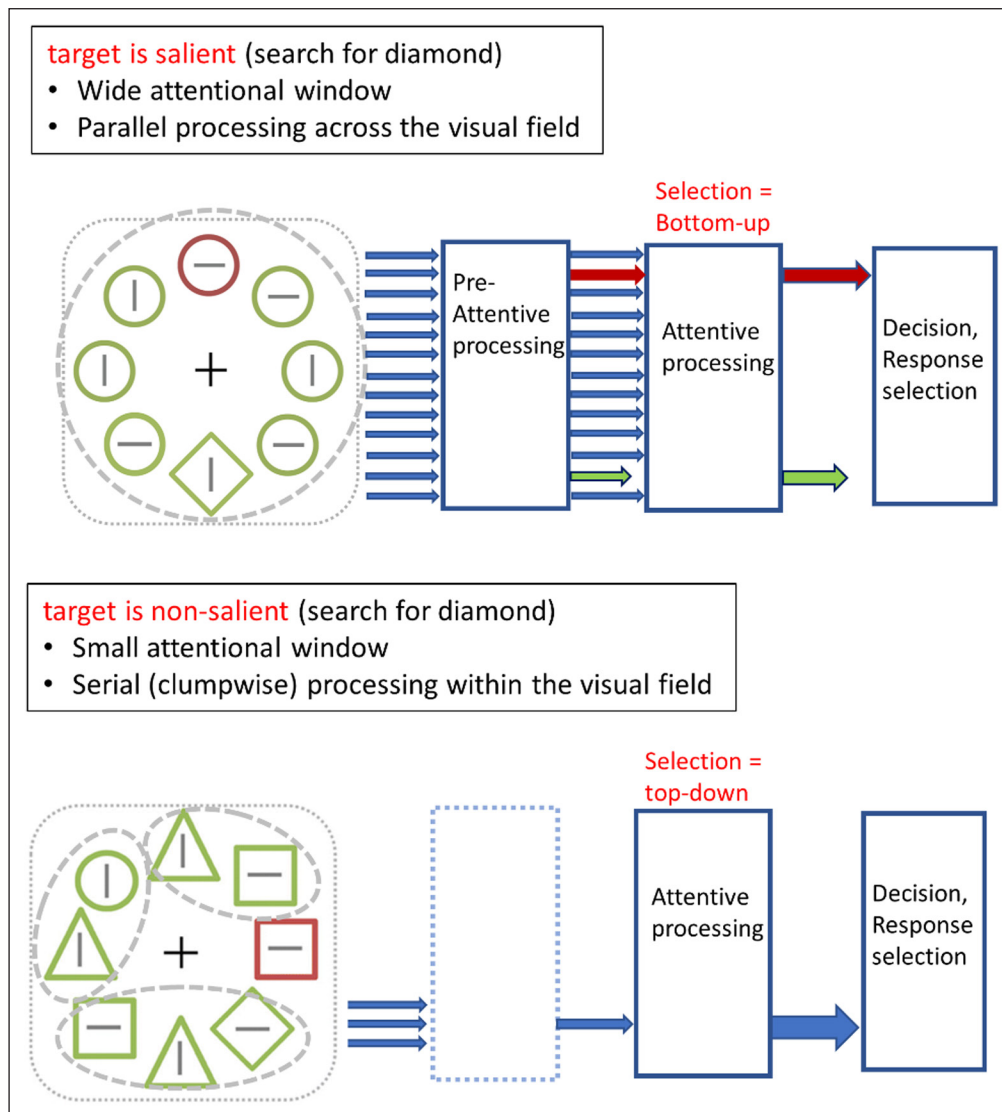 target is salient (search for diamond)
• Wide attentional window
• Parallel processing across the visual field
Selection =
Bottom-up
Pre-
Attentive
processing
Attentive
processing
Decision,
Response
selection
target is non-salient (search for diamond)
• Small attentional window
• Serial (clumpwise) processing within the visual field
Selection =
top-down
Attentive
processing
Decision,
Response
selection